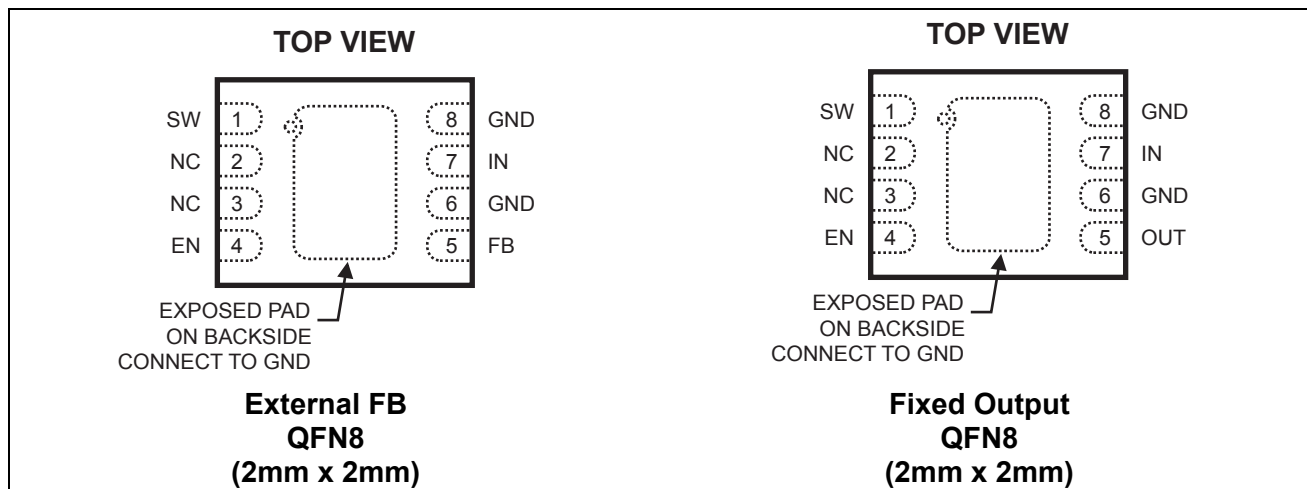 TOP VIEW
SW 1 8 GND
NC 2 7 IN
NC 3 6 GND
EN 4 5 FB
EXPOSED PAD
ON BACKSIDE
CONNECT TO GND
External FB
QFN8
(2mm x 2mm)
TOP VIEW
SW 1 8 GND
NC 2 7 IN
NC 3 6 GND
EN 4 5 OUT
EXPOSED PAD
ON BACKSIDE
CONNECT TO GND
Fixed Output
QFN8
(2mm x 2mm)